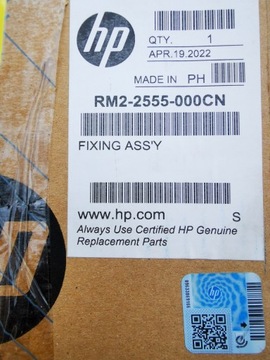 hp
QTY. 1
APR.19.2022
MADE IN PH
RM2-2555-000CN
FIXING ASS'Y
www.hp.com S
Always Use Certified HP Genuine
Replacement Parts
hp